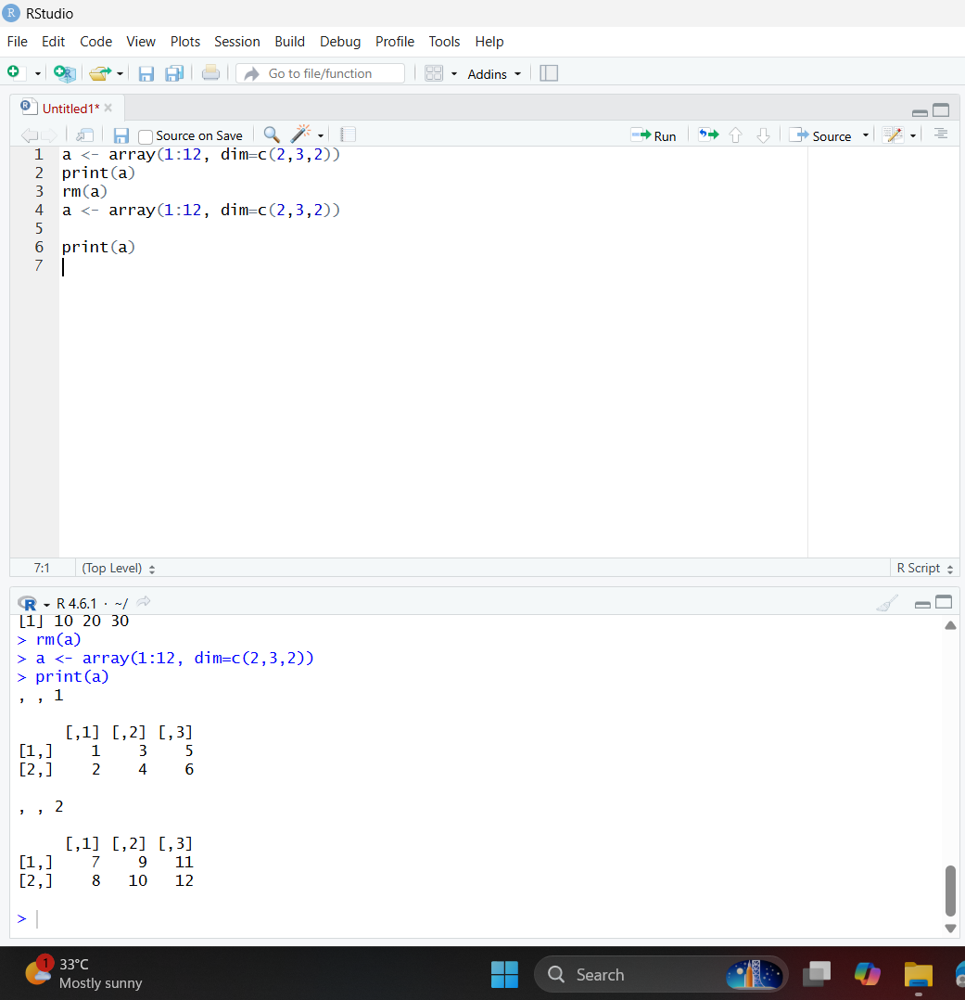 RStudio
File Edit Code View Plots Session Build Debug Profile Tools Help
Go to file/function Addins
Untitled1*
Source on Save Run Source
1 a <- array(1:12, dim=c(2,3,2))
2 print(a)
3 rm(a)
4 a <- array(1:12, dim=c(2,3,2))
5
6 print(a)
7
7:1 (Top Level) R Script
R R 4.6.1 · ~/
[1] 10 20 30
> rm(a)
> a <- array(1:12, dim=c(2,3,2))
> print(a)
, , 1
     [,1] [,2] [,3]
[1,]    1    3    5
[2,]    2    4    6
, , 2
     [,1] [,2] [,3]
[1,]    7    9   11
[2,]    8   10   12
>
1 33°C
Mostly sunny
Search